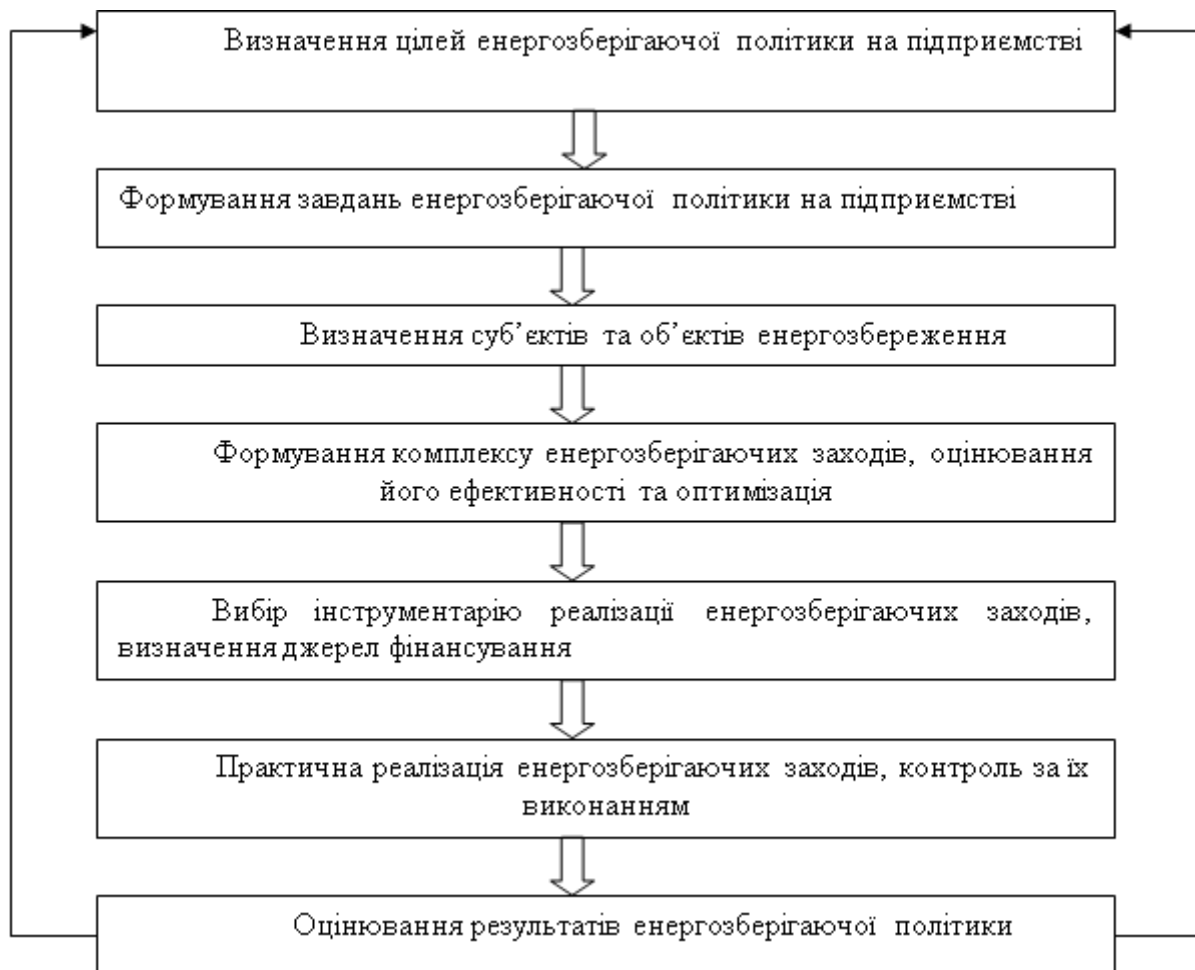 Визначення цілей енергозберігаючої політики на підприємстві
Формування завдань енергозберігаючої політики на підприємстві
Визначення суб’єктів та об’єктів енергозбереження
Формування комплексу енергозберігаючих заходів, оцінювання
його ефективності та оптимізація
Вибір інструментарію реалізації енергозберігаючих заходів,
визначення джерел фінансування
Практична реалізація енергозберігаючих заходів, контроль за їх
виконанням
Оцінювання результатів енергозберігаючої політики